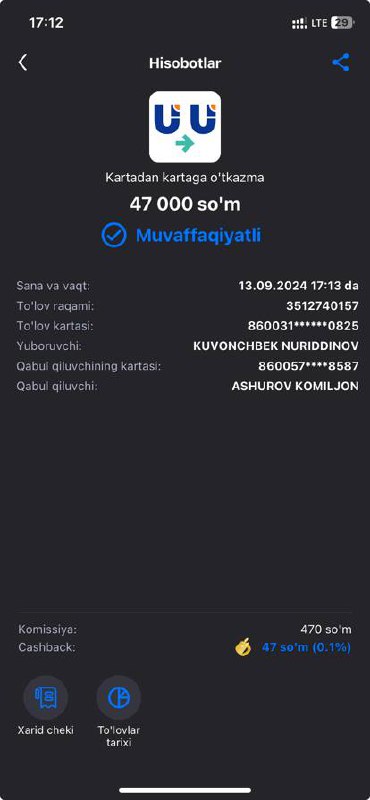 17:12
LTE 29
Hisobotlar
U U
Kartadan kartaga o'tkazma
47 000 so'm
Muvaffaqiyatli
Sana va vaqt: 13.09.2024 17:13 da
To'lov raqami: 3512740157
To'lov kartasi: 860031******0825
Yuboruvchi: KUVONCHBEK NURIDDINOV
Qabul qiluvchining kartasi: 860057****8587
Qabul qiluvchi: ASHUROV KOMILJON
Komissiya: 470 so'm
Cashback: 47 so'm (0.1%)
Xarid cheki
To'lovlar
tarixi